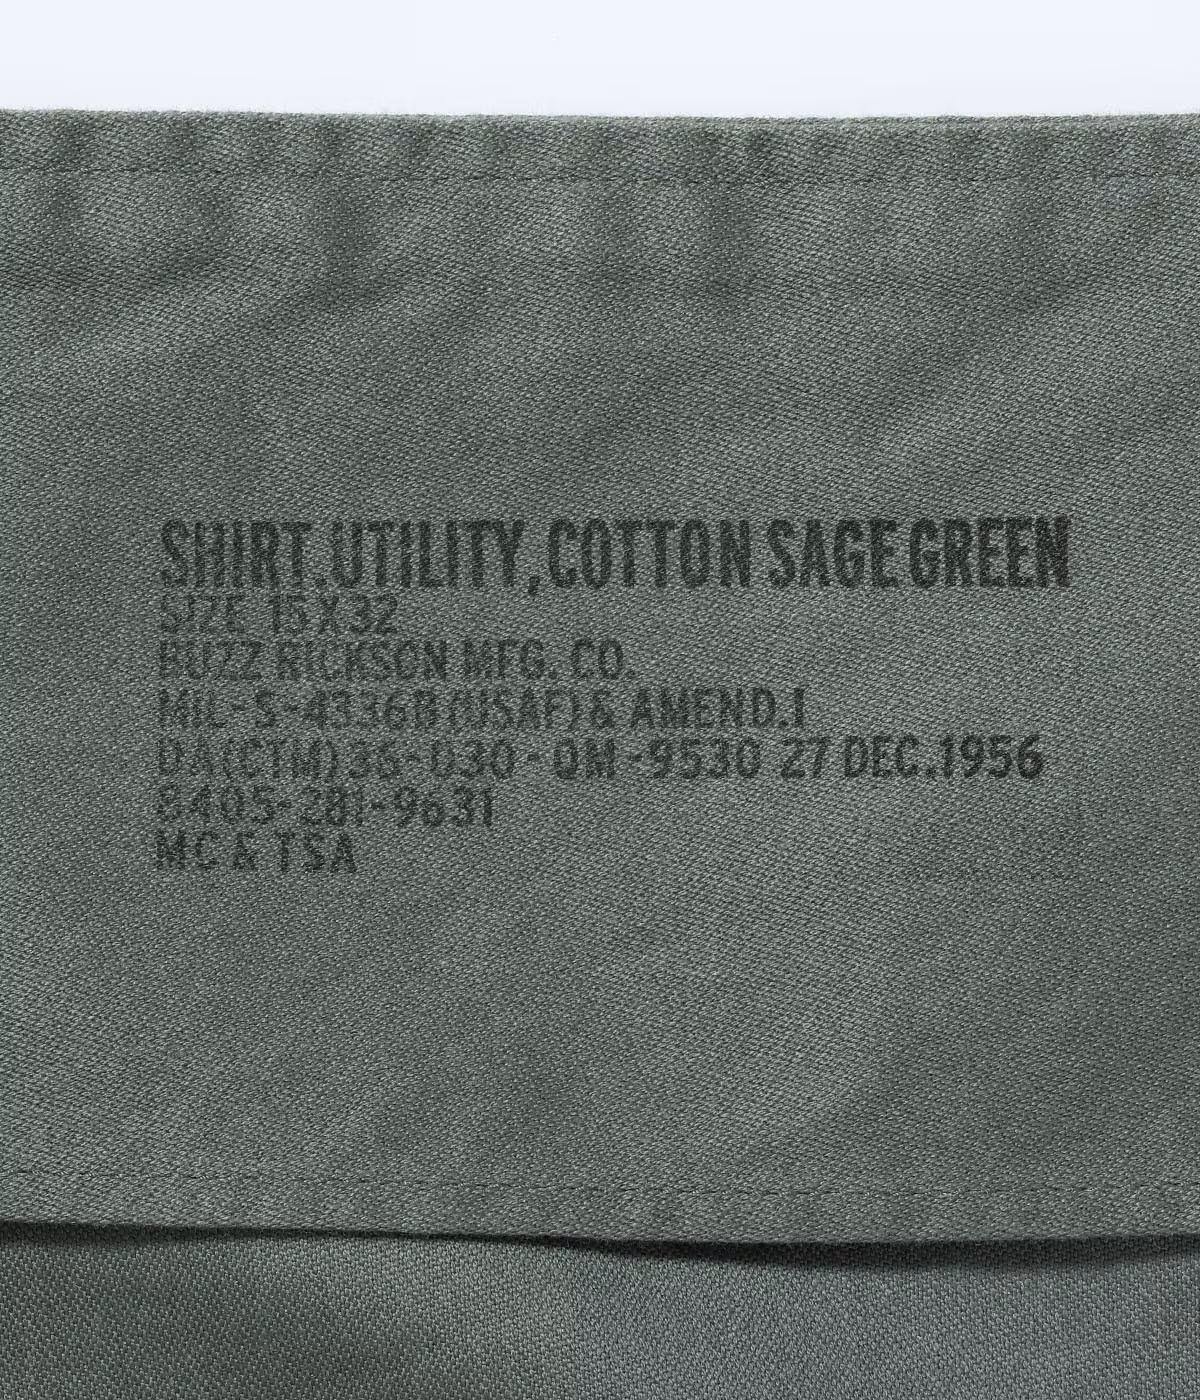 SHIRT,UTILITY,COTTON SAGE GREEN
SIZE 15 X 32
BUZZ RICKSON MFG. CO.
MIL-S-4336B(USAF)& AMEND.I
DA(CTM)36-030-QM-9530 27 DEC.1956
8405-281-9631
MC & TSA